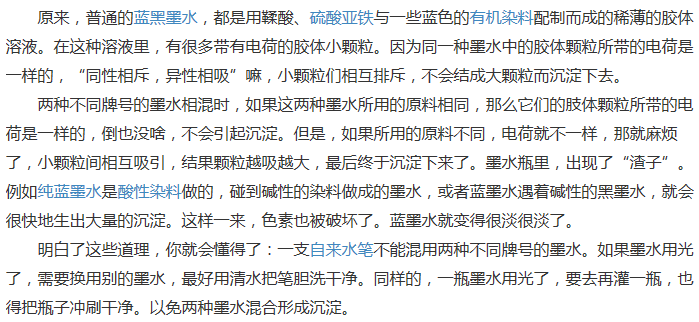 原来，普通的蓝黑墨水，都是用鞣酸、硫酸亚铁与一些蓝色的有机染料配制而成的稀薄的胶体
溶液。在这种溶液里，有很多带有电荷的胶体小颗粒。因为同一种墨水中的胶体颗粒所带的电荷是
一样的，“同性相斥，异性相吸”嘛，小颗粒们相互排斥，不会结成大颗粒而沉淀下去。
两种不同牌号的墨水相混时，如果这两种墨水所用的原料相同，那么它们的肢体颗粒所带的电
荷是一样的，倒也没啥，不会引起沉淀。但是，如果所用的原料不同，电荷就不一样，那就麻烦
了，小颗粒间相互吸引，结果颗粒越吸越大，最后终于沉淀下来了。墨水瓶里，出现了“渣子”。
例如纯蓝墨水是酸性染料做的，碰到碱性的染料做成的墨水，或者蓝墨水遇着碱性的黑墨水，就会
很快地生出大量的沉淀。这样一来，色素也被破坏了。蓝墨水就变得很淡很淡了。
明白了这些道理，你就会懂得了：一支自来水笔不能混用两种不同牌号的墨水。如果墨水用光
了，需要换用别的墨水，最好用清水把笔胆洗干净。同样的，一瓶墨水用光了，要去再灌一瓶，也
得把瓶子冲刷干净。以免两种墨水混合形成沉淀。